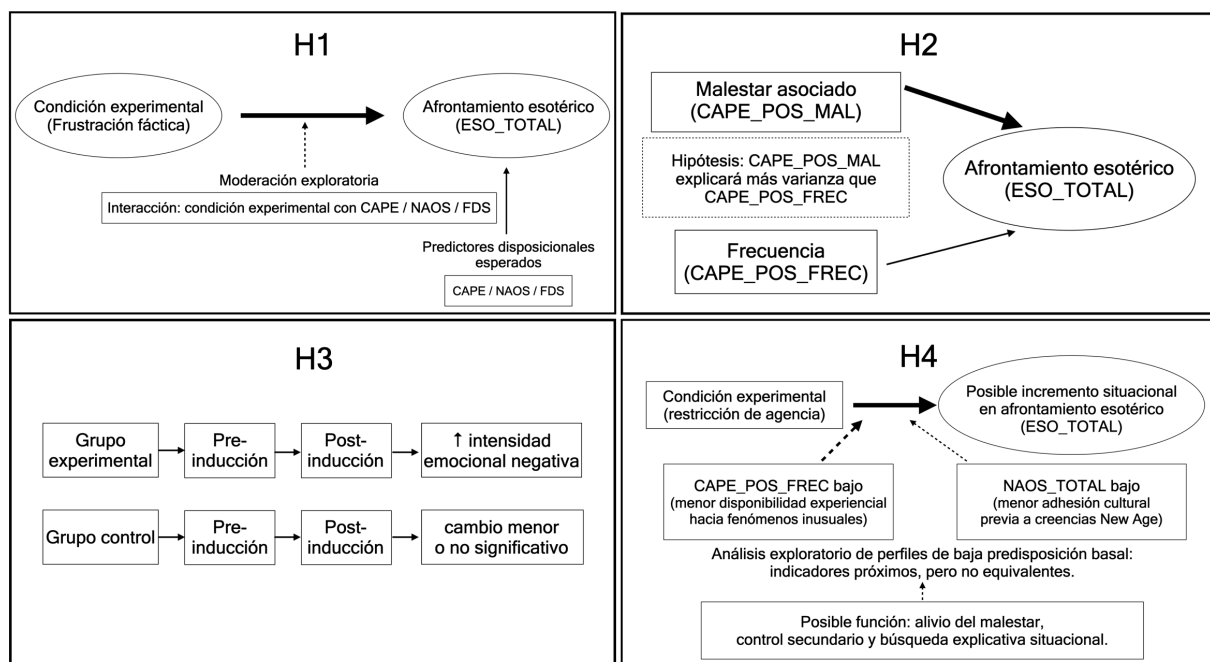 H1
Condición experimental
(Frustración fáctica)
Afrontamiento esotérico
(ESO_TOTAL)
Moderación exploratoria
Interacción: condición experimental con CAPE / NAOS / FDS
Predictores disposicionales
esperados
CAPE / NAOS / FDS
H2
Malestar asociado
(CAPE_POS_MAL)
Hipótesis: CAPE_POS_MAL
explicará más varianza que
CAPE_POS_FREC
Afrontamiento esotérico
(ESO_TOTAL)
Frecuencia
(CAPE_POS_FREC)
H3
Grupo
experimental
Pre-
inducción
Post-
inducción
↑ intensidad
emocional negativa
Grupo control
Pre-
inducción
Post-
inducción
cambio menor
o no significativo
H4
Condición experimental
(restricción de agencia)
Posible incremento situacional
en afrontamiento esotérico
(ESO_TOTAL)
CAPE_POS_FREC bajo
(menor disponibilidad experiencial
hacia fenómenos inusuales)
NAOS_TOTAL bajo
(menor adhesión cultural
previa a creencias New Age)
Análisis exploratorio de perfiles de baja predisposición basal:
indicadores próximos, pero no equivalentes.
Posible función: alivio del malestar,
control secundario y búsqueda explicativa situacional.